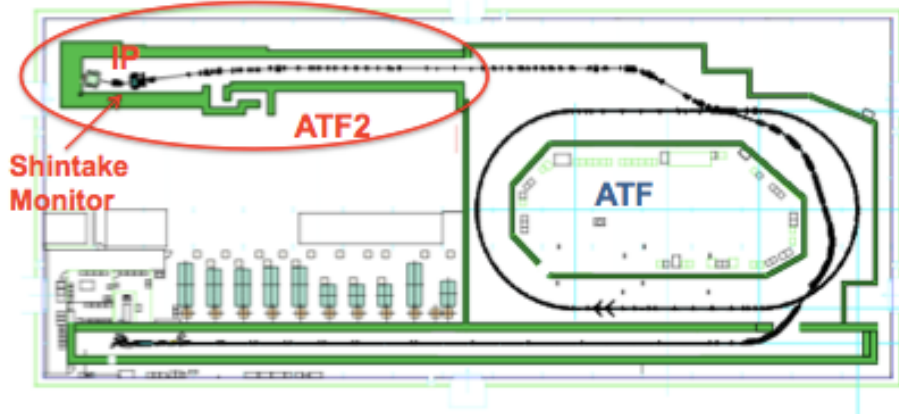 IP
ATF2
Shintake
Monitor
ATF